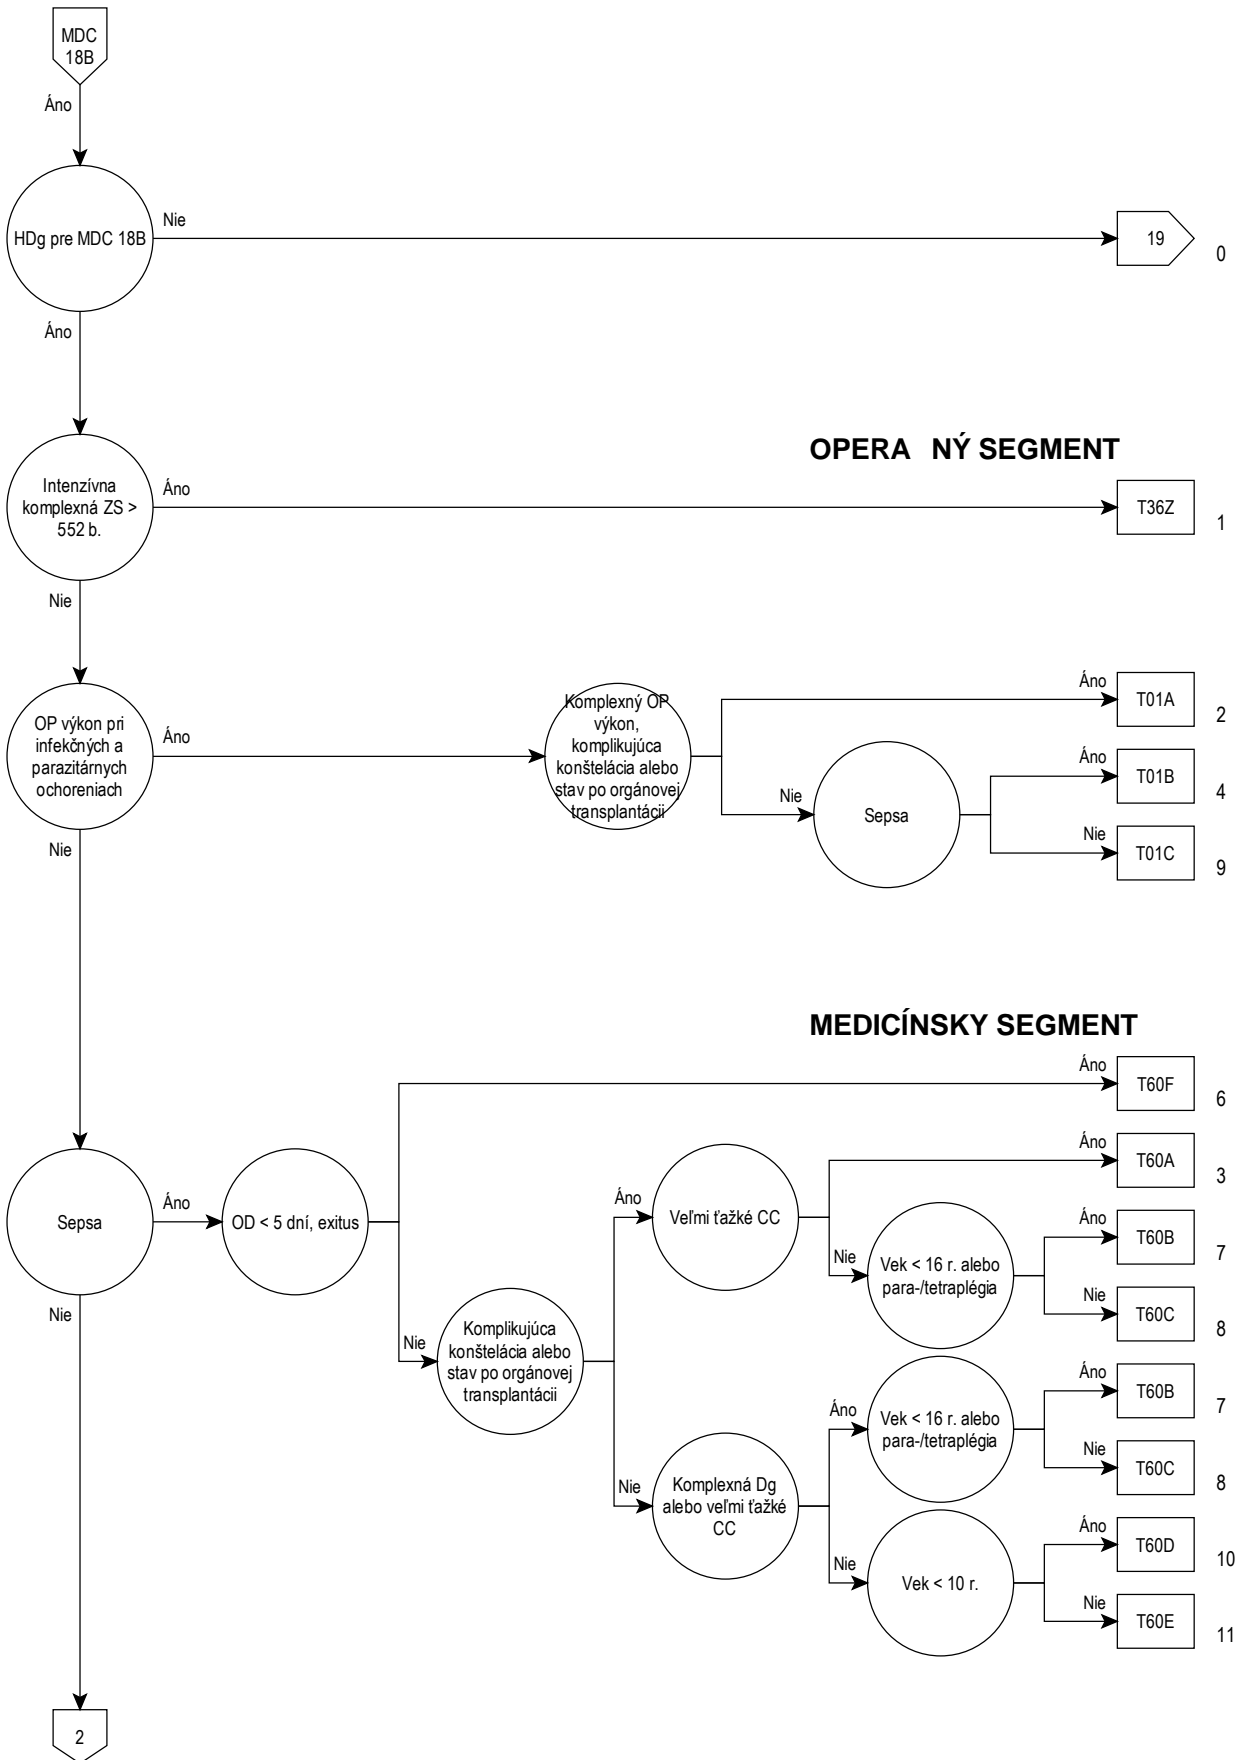 MDC
18B
Áno
HDg pre MDC 18B
Nie
19
0
Áno
OPERA NÝ SEGMENT
Intenzívna
komplexná ZS >
552 b.
Áno
T36Z
1
Nie
OP výkon pri
infekčných a
parazitárnych
ochoreniach
Áno
Komplexný OP
výkon,
komplikujúca
konštelácia alebo
stav po orgánovej
transplantácii
Áno
T01A
2
Nie
Sepsa
Áno
T01B
4
Nie
T01C
9
Nie
MEDICÍNSKY SEGMENT
Áno
T60F
6
Sepsa
Áno
OD < 5 dní, exitus
Áno
Veľmi ťažké CC
Áno
T60A
3
Nie
Vek < 16 r. alebo
para-/tetraplégia
Áno
T60B
7
Nie
T60C
8
Nie
Nie
Komplikujúca
konštelácia alebo
stav po orgánovej
transplantácii
Nie
Komplexná Dg
alebo veľmi ťažké
CC
Áno
Vek < 16 r. alebo
para-/tetraplégia
Áno
T60B
7
Nie
T60C
8
Nie
Vek < 10 r.
Áno
T60D
10
Nie
T60E
11
2